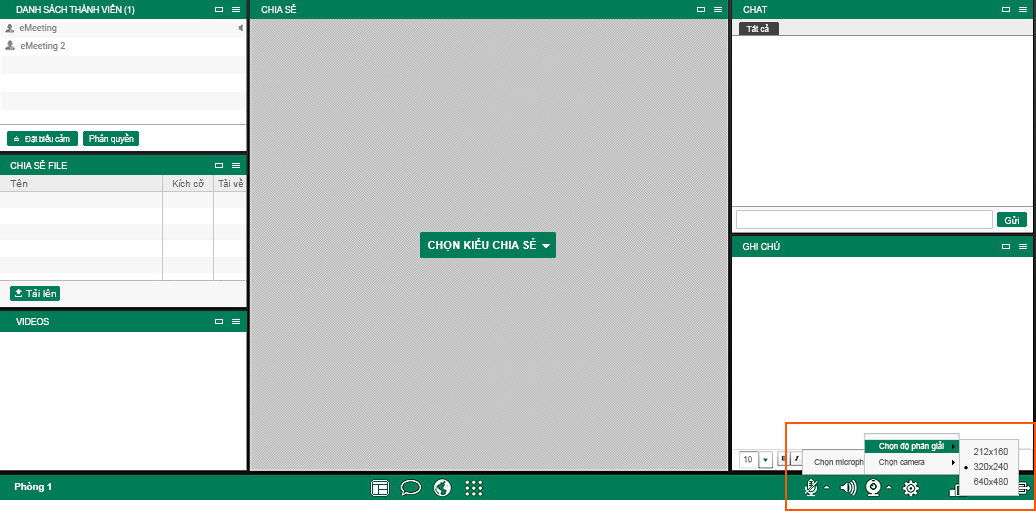 DANH SÁCH THÀNH VIÊN (1)
eMeeting
eMeeting 2
Đặt biểu cảm
Phân quyền
CHIA SẺ FILE
Tên
Kích cỡ
Tải về
Tải lên
VIDEOS
CHIA SẺ
CHỌN KIỂU CHIA SẺ
CHAT
Tất cả
Gửi
GHI CHÚ
10
B
I
Chọn microph
Chọn độ phân giải
Chọn camera
212x160
320x240
640x480
Phòng 1